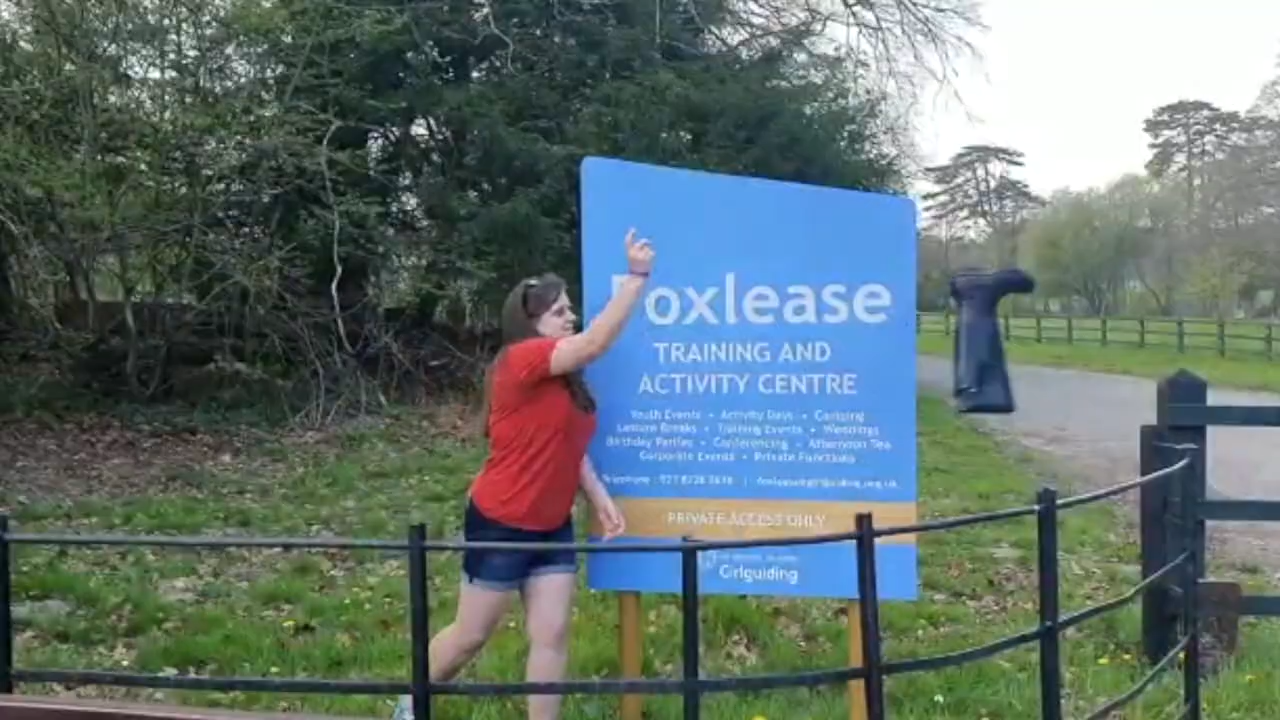 oxlease
TRAINING AND
ACTIVITY CENTRE
Youth Events • Activity Days • Camping
Leisure Breaks • Training Events • Weddings
Birthday Parties • Conferencing • Afternoon Tea
Corporate Events • Private Functions
Telephone
PRIVATE ACCESS ONLY
Girlguiding